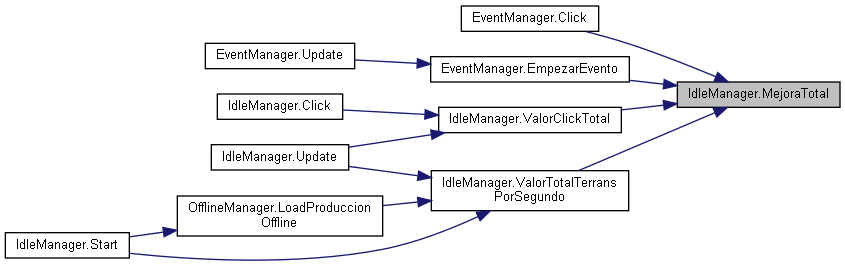 EventManager.Click
EventManager.Update
EventManager.EmpezarEvento
IdleManager.MejoraTotal
IdleManager.Click
IdleManager.ValorClickTotal
IdleManager.Update
IdleManager.ValorTotalTerrans
PorSegundo
OfflineManager.LoadProduccion
Offline
IdleManager.Start